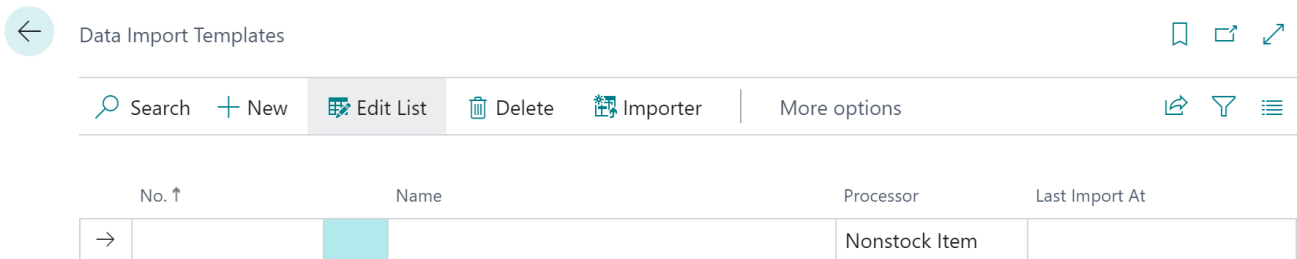 Data Import Templates
Search New Edit List Delete Importer More options
No. ↑ Name Processor Last Import At
Nonstock Item